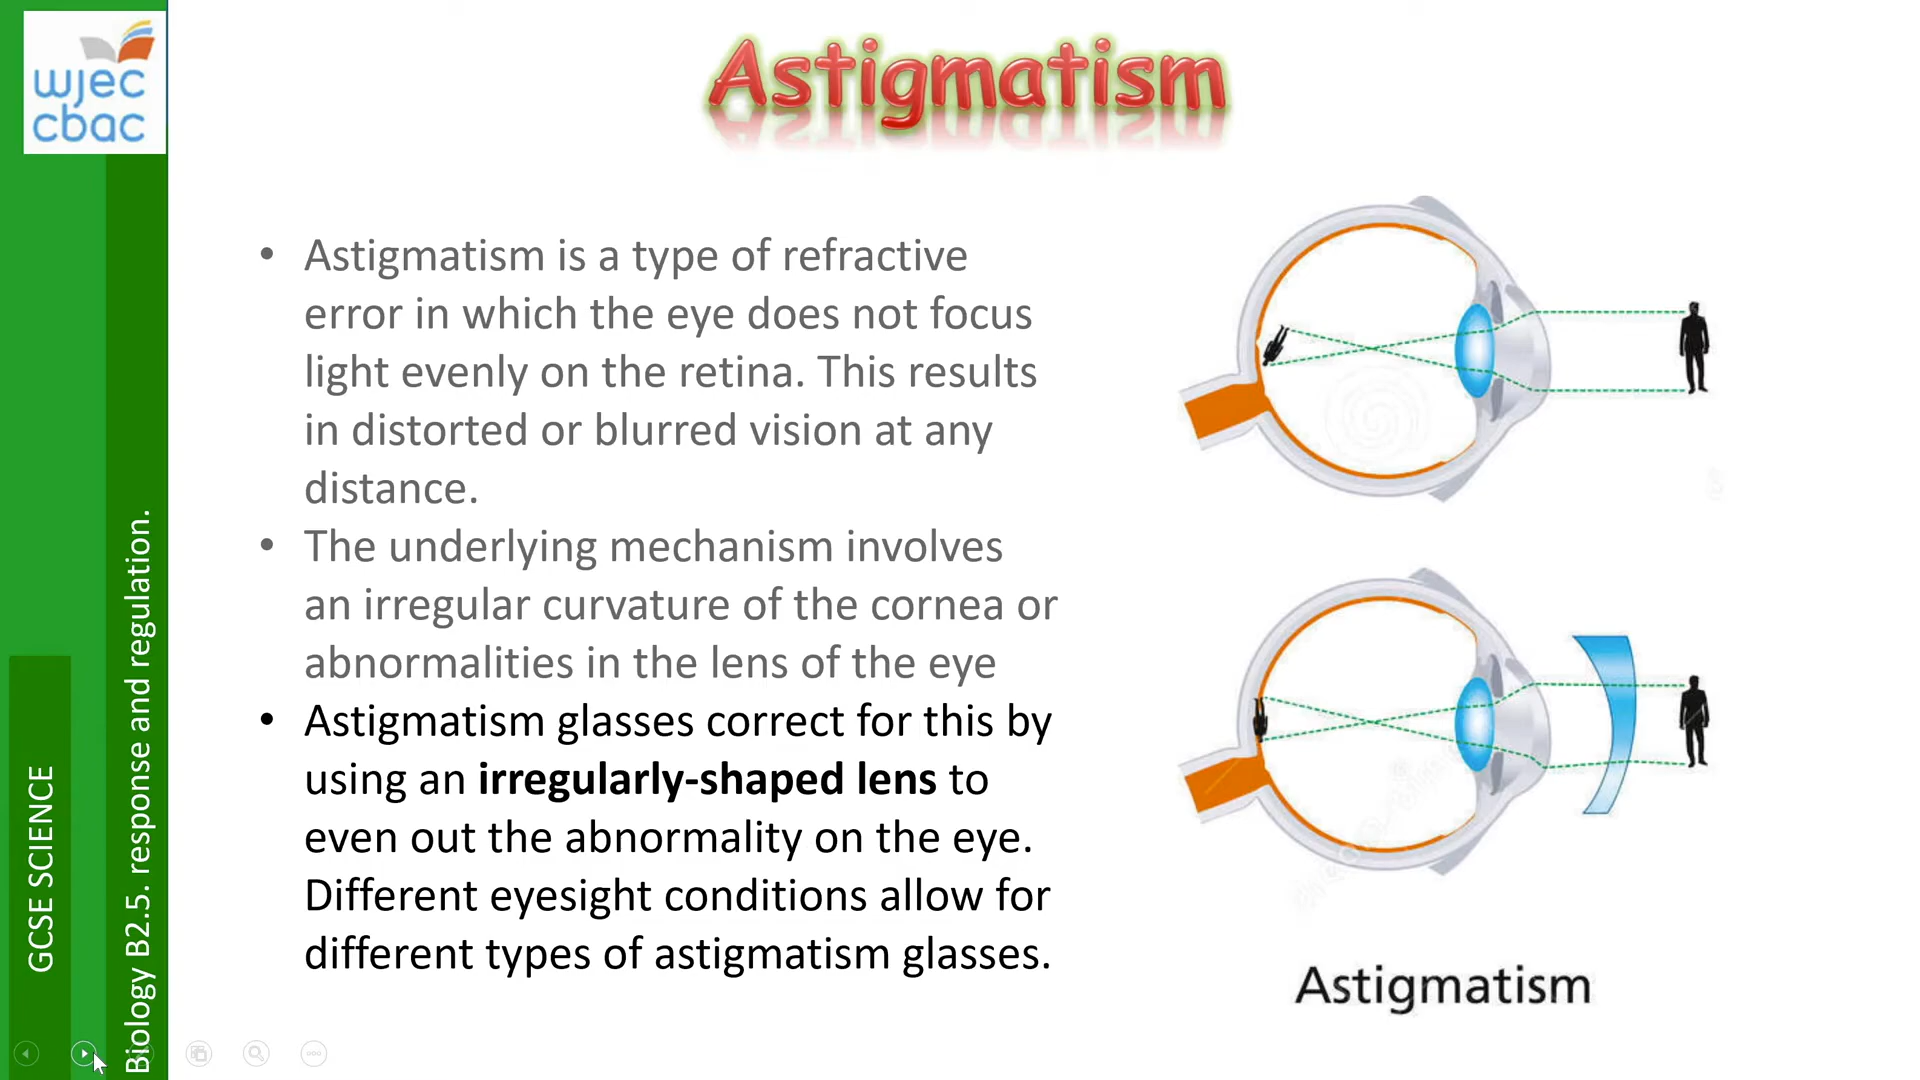 wjec
cbac
Astigmatism
• Astigmatism is a type of refractive
error in which the eye does not focus
light evenly on the retina. This results
in distorted or blurred vision at any
distance.
• The underlying mechanism involves
an irregular curvature of the cornea or
abnormalities in the lens of the eye
• Astigmatism glasses correct for this by
using an irregularly-shaped lens to
even out the abnormality on the eye.
Different eyesight conditions allow for
different types of astigmatism glasses.
Astigmatism
GCSE SCIENCE
Biology B2.5. response and regulation.